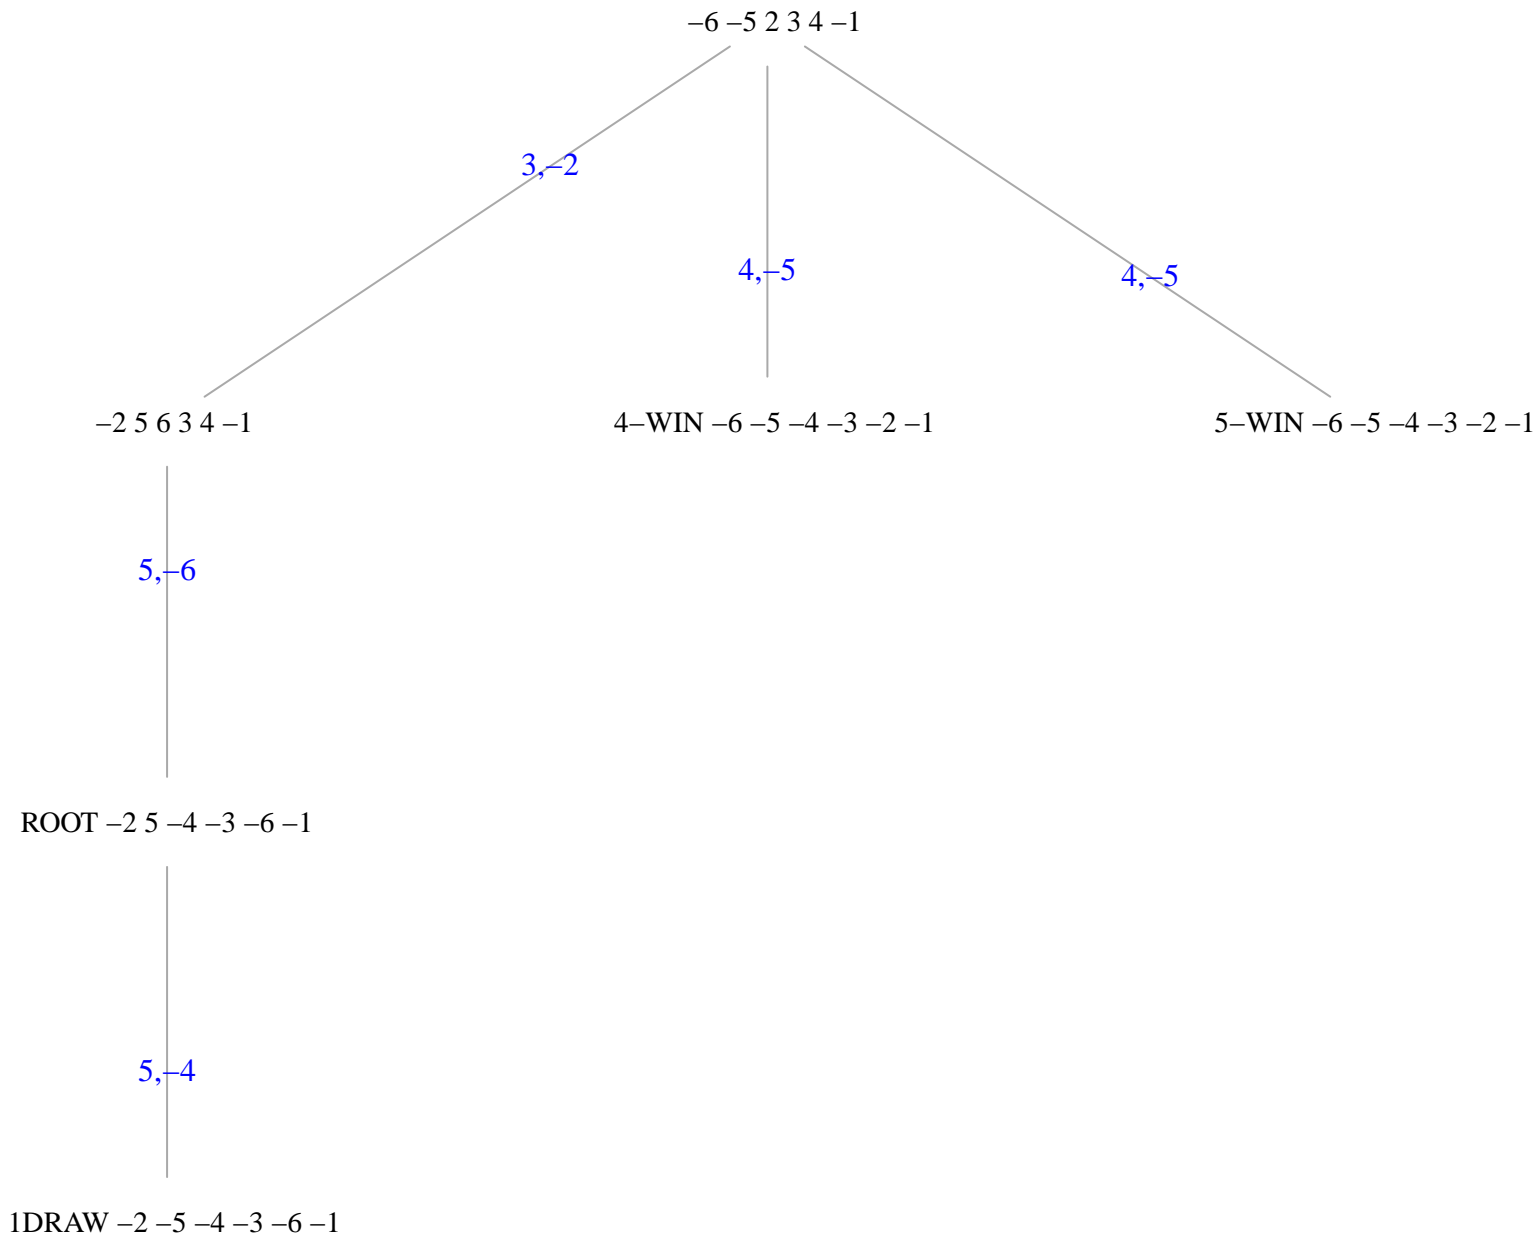 –6 –5 2 3 4 –1
3,–2
4,–5
4,–5
–2 5 6 3 4 –1
4–WIN –6 –5 –4 –3 –2 –1
5–WIN –6 –5 –4 –3 –2 –1
5,–6
ROOT –2 5 –4 –3 –6 –1
5,–4
1DRAW –2 –5 –4 –3 –6 –1